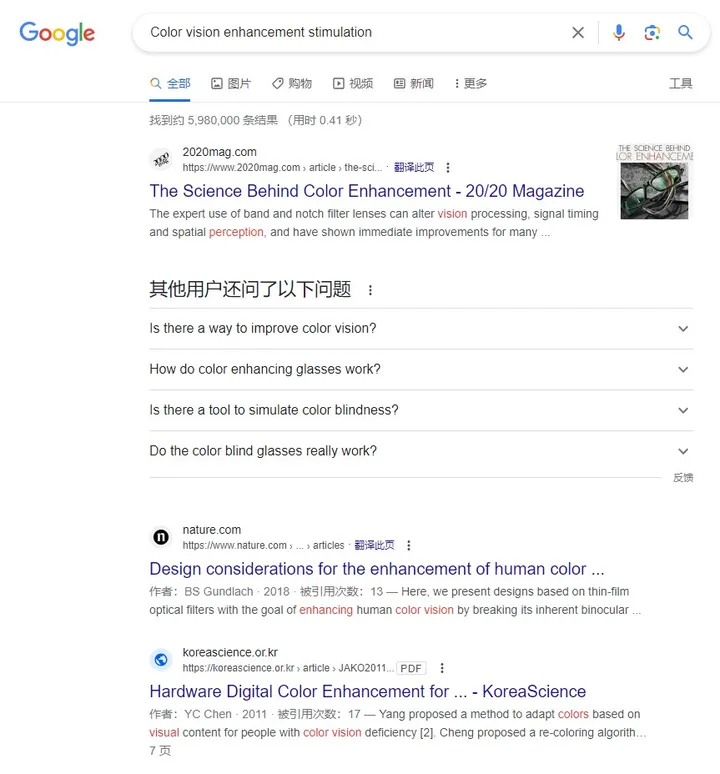 Google
Color vision enhancement stimulation
全部
图片
购物
视频
新闻
更多
工具
找到约 5,980,000 条结果 （用时 0.41 秒）
2020mag.com
https://www.2020mag.com › article › the-sci... · 翻译此页
The Science Behind Color Enhancement - 20/20 Magazine
The expert use of band and notch filter lenses can alter vision processing, signal timing
and spatial perception, and have shown immediate improvements for many ...
THE SCIENCE BEHIND
LOR ENHANCEME
其他用户还问了以下问题
Is there a way to improve color vision?
How do color enhancing glasses work?
Is there a tool to simulate color blindness?
Do the color blind glasses really work?
反馈
n
nature.com
https://www.nature.com › ... › articles · 翻译此页
Design considerations for the enhancement of human color ...
作者：BS Gundlach · 2018 · 被引用次数：13 — Here, we present designs based on thin-film
optical filters with the goal of enhancing human color vision by breaking its inherent binocular ...
koreascience.or.kr
https://koreascience.or.kr › article › JAKO2011... PDF
Hardware Digital Color Enhancement for ... - KoreaScience
作者：YC Chen · 2011 · 被引用次数：17 — Yang proposed a method to adapt colors based on
visual content for people with color vision deficiency [2]. Cheng proposed a re-coloring algorith...
7 页